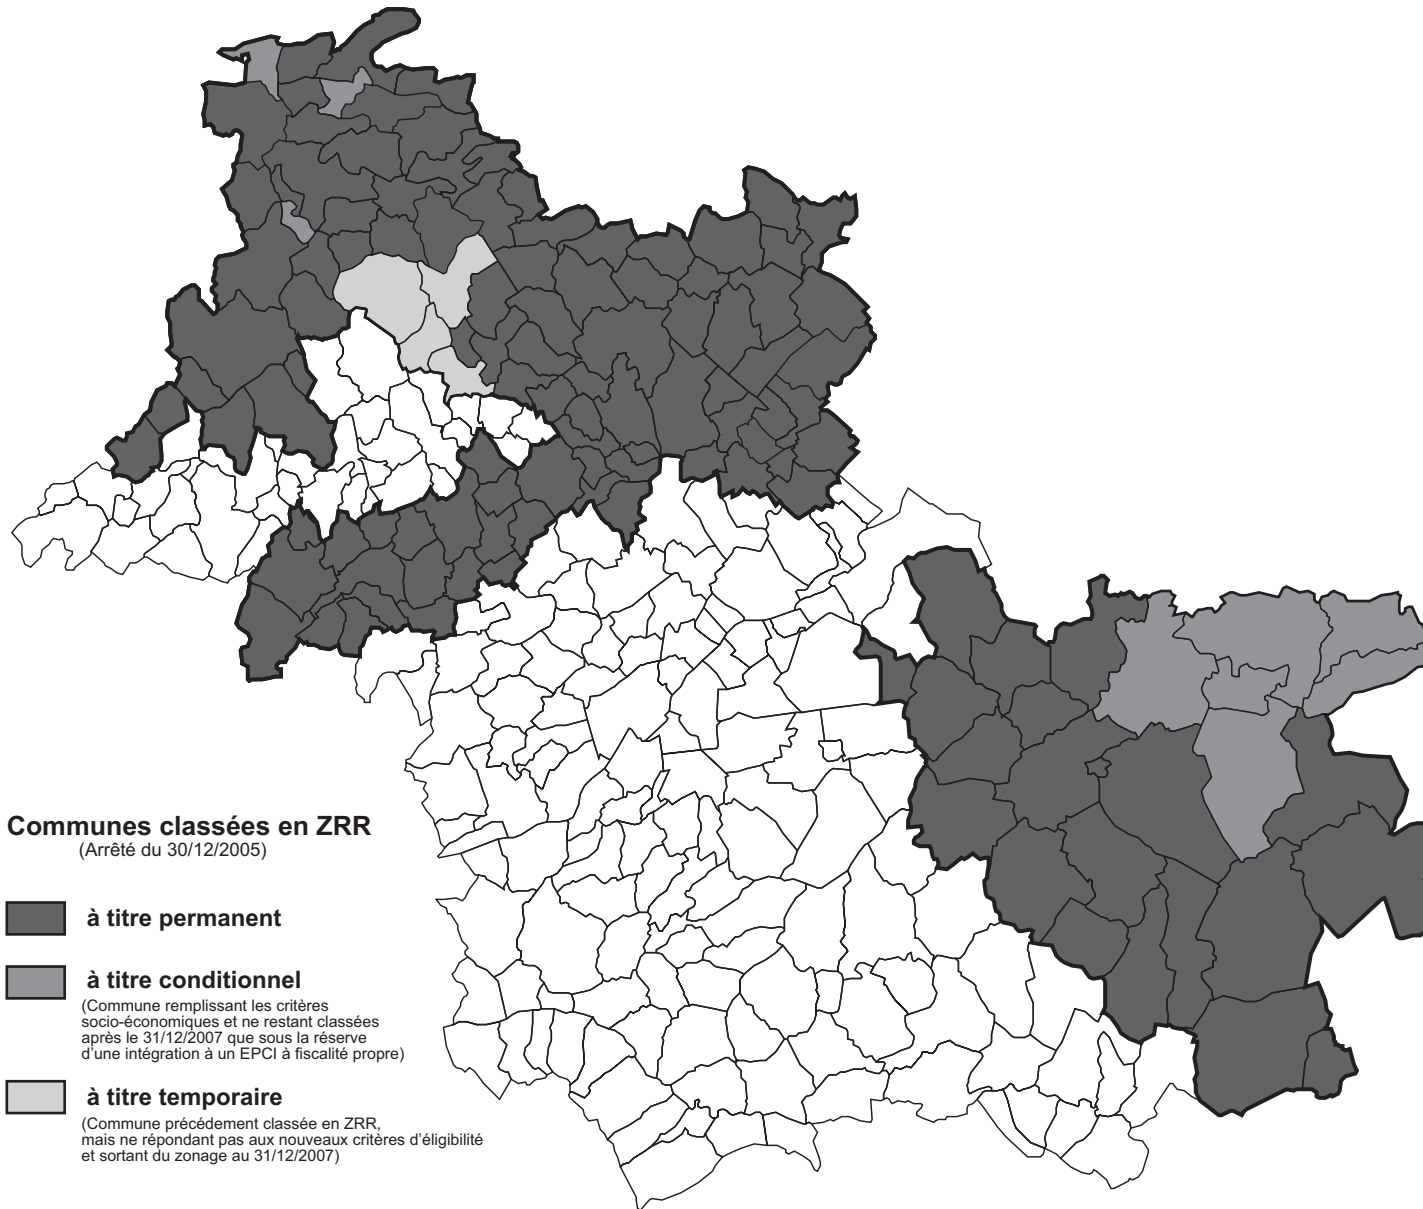 Communes classées en ZRR
(Arrêté du 30/12/2005)
à titre permanent
à titre conditionnel
(Commune remplissant les critères
socio-économiques et ne restant classées
après le 31/12/2007 que sous la réserve
d'une intégration à un EPCI à fiscalité propre)
à titre temporaire
(Commune précédement classée en ZRR,
mais ne répondant pas aux nouveaux critères d'éligibilité
et sortant du zonage au 31/12/2007)